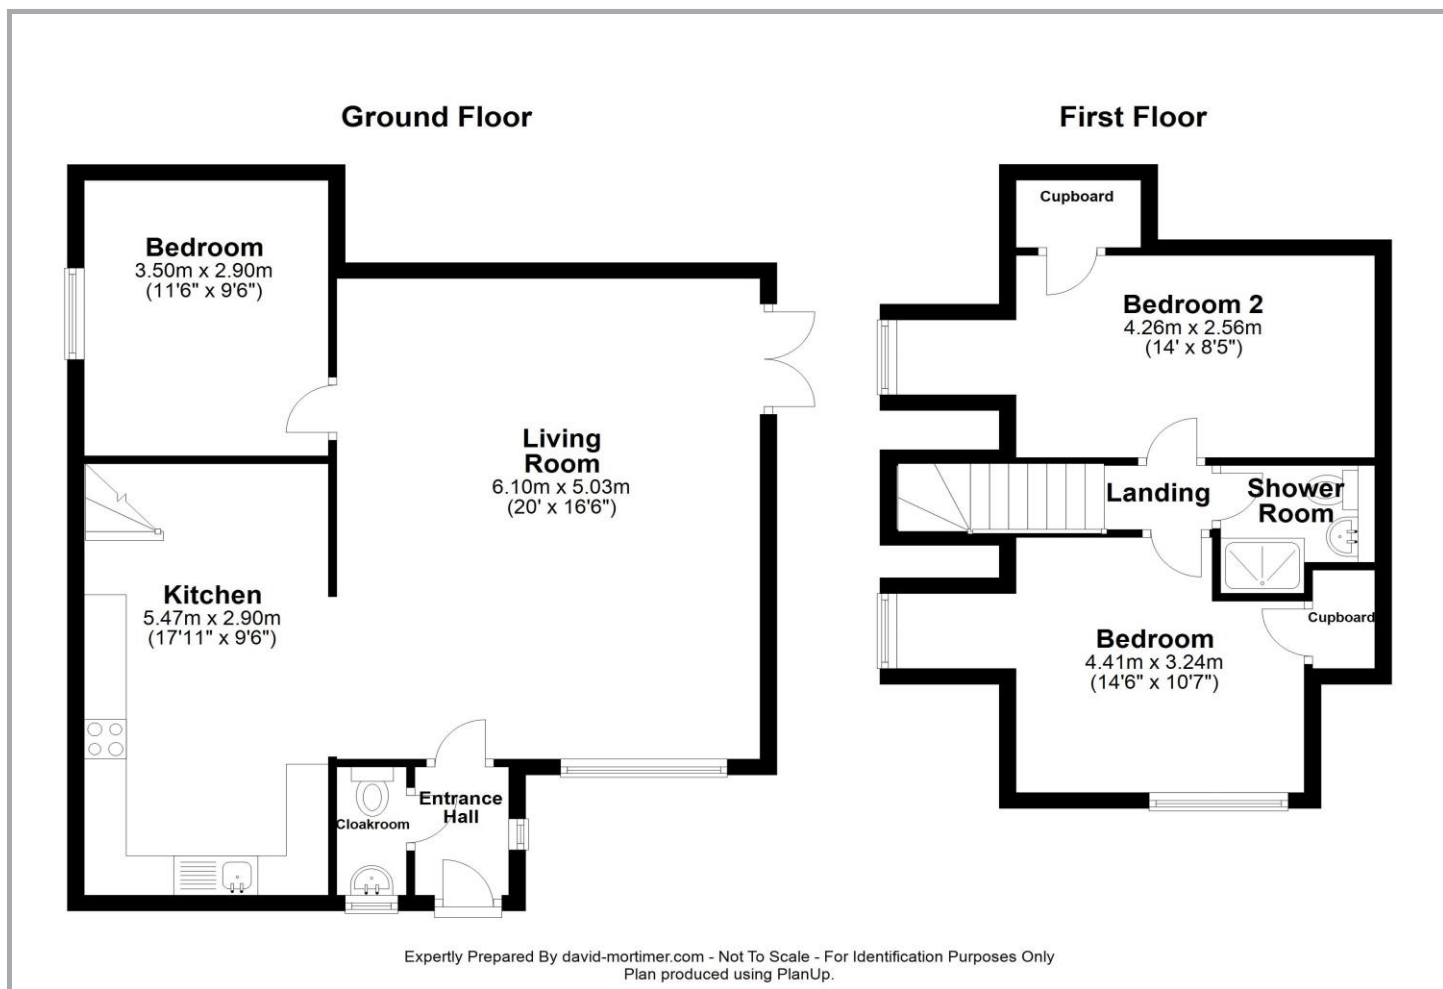 Ground Floor
First Floor
Bedroom
3.50m x 2.90m
(11'6" x 9'6")
Living
Room
6.10m x 5.03m
(20' x 16'6")
Kitchen
5.47m x 2.90m
(17'11" x 9'6")
Cloakroom
Entrance
Hall
Cupboard
Bedroom 2
4.26m x 2.56m
(14' x 8'5")
Landing
Shower
Room
Bedroom
4.41m x 3.24m
(14'6" x 10'7")
Cupboard
Expertly Prepared By david-mortimer.com - Not To Scale - For Identification Purposes Only
Plan produced using PlanUp.